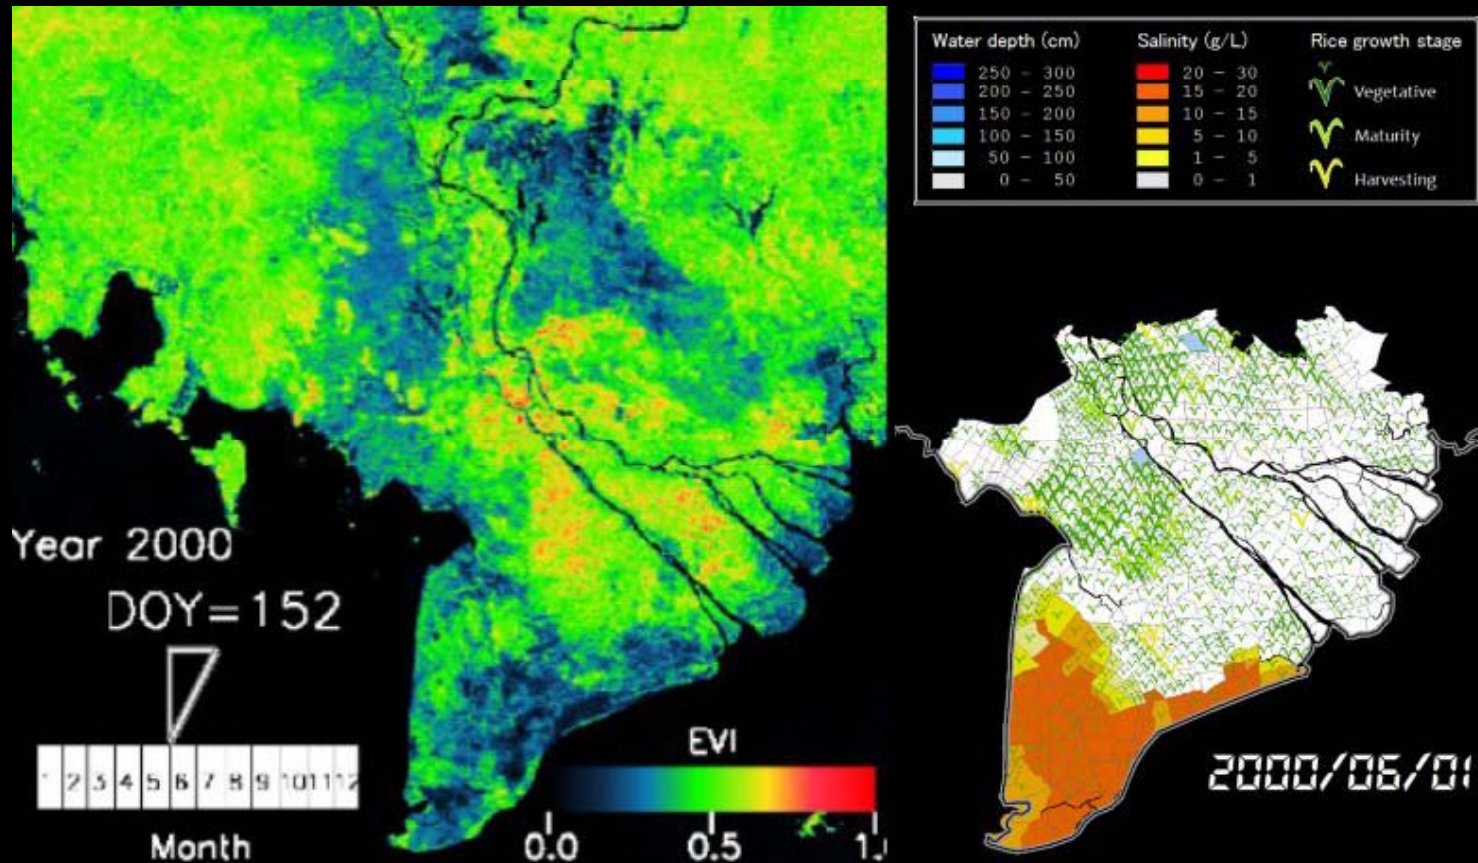 Water depth (cm)
250 - 300
200 - 250
150 - 200
100 - 150
50 - 100
0 - 50
Salinity (g/L)
20 - 30
15 - 20
10 - 15
5 - 10
1 - 5
0 - 1
Rice growth stage
Vegetative
Maturity
Harvesting
Year 2000
DOY=152
1 2 3 4 5 6 7 8 9 10 11 12
Month
EVI
0.0 0.5 1.
2000/06/01